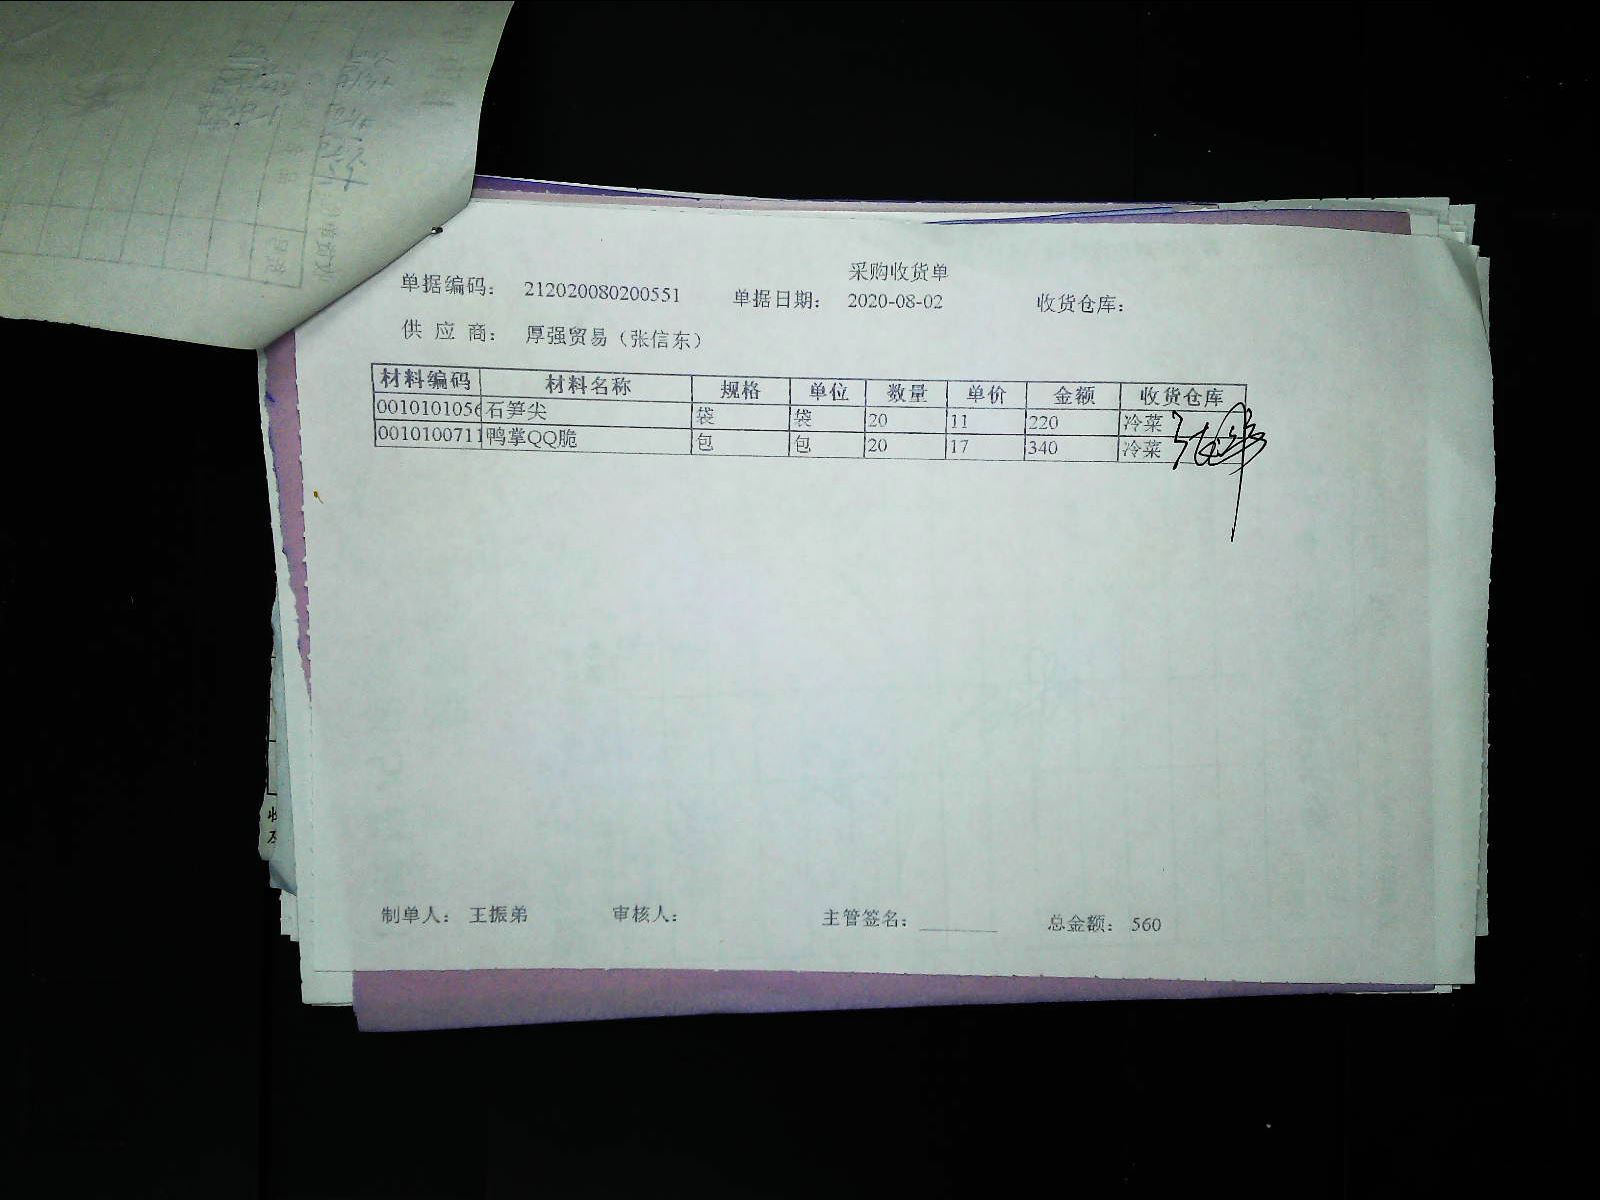 采购收货单
单据编码： 212020080200551 单据日期： 2020-08-02 收货仓库：
供 应 商： 厚强贸易（张信东）
材料编码 材料名称 规格 单位 数量 单价 金额 收货仓库
0010101056 石笋尖 袋 袋 20 11 220 冷菜
0010100711 鸭掌QQ脆 包 包 20 17 340 冷菜
制单人： 王振弟 审核人： 主管签名： 总金额： 560